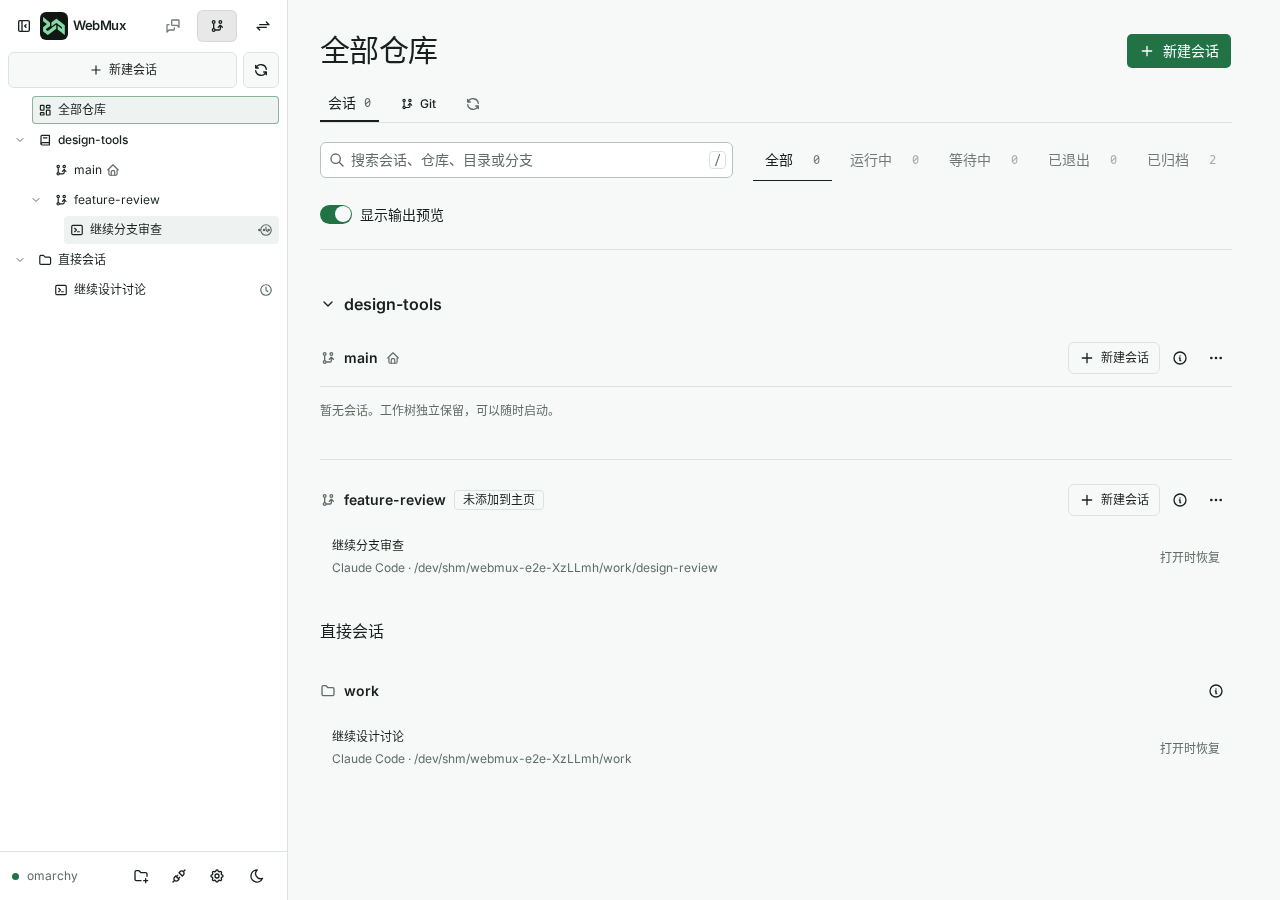 WebMux
新建会话
全部仓库
design-tools
main
feature-review
继续分支审查
直接会话
继续设计讨论
omarchy
全部仓库
新建会话
会话 0
Git
搜索会话、仓库、目录或分支 /
全部 0
运行中 0
等待中 0
已退出 0
已归档 2
显示输出预览
design-tools
main
新建会话
暂无会话。工作树独立保留，可以随时启动。
feature-review 未添加到主页
新建会话
继续分支审查
Claude Code · /dev/shm/webmux-e2e-XzLLmh/work/design-review
打开时恢复
直接会话
work
继续设计讨论
Claude Code · /dev/shm/webmux-e2e-XzLLmh/work
打开时恢复